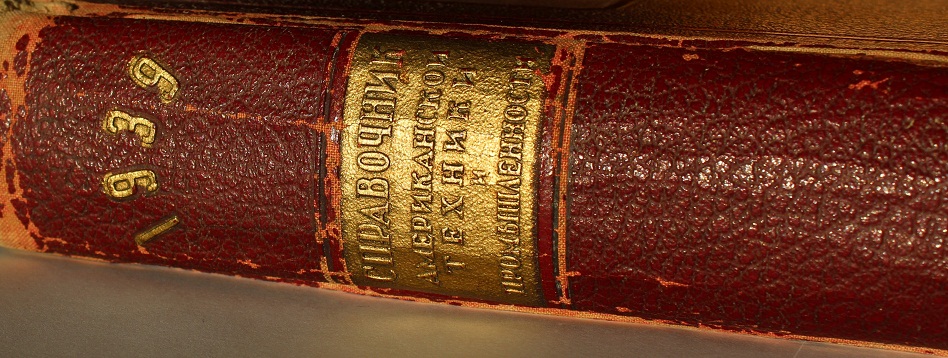 СПРАВОЧНИК
АМЕРИКАНСКОЙ
ТЕХНИКИ
И
ПРОМЫШЛЕННОСТИ
1939